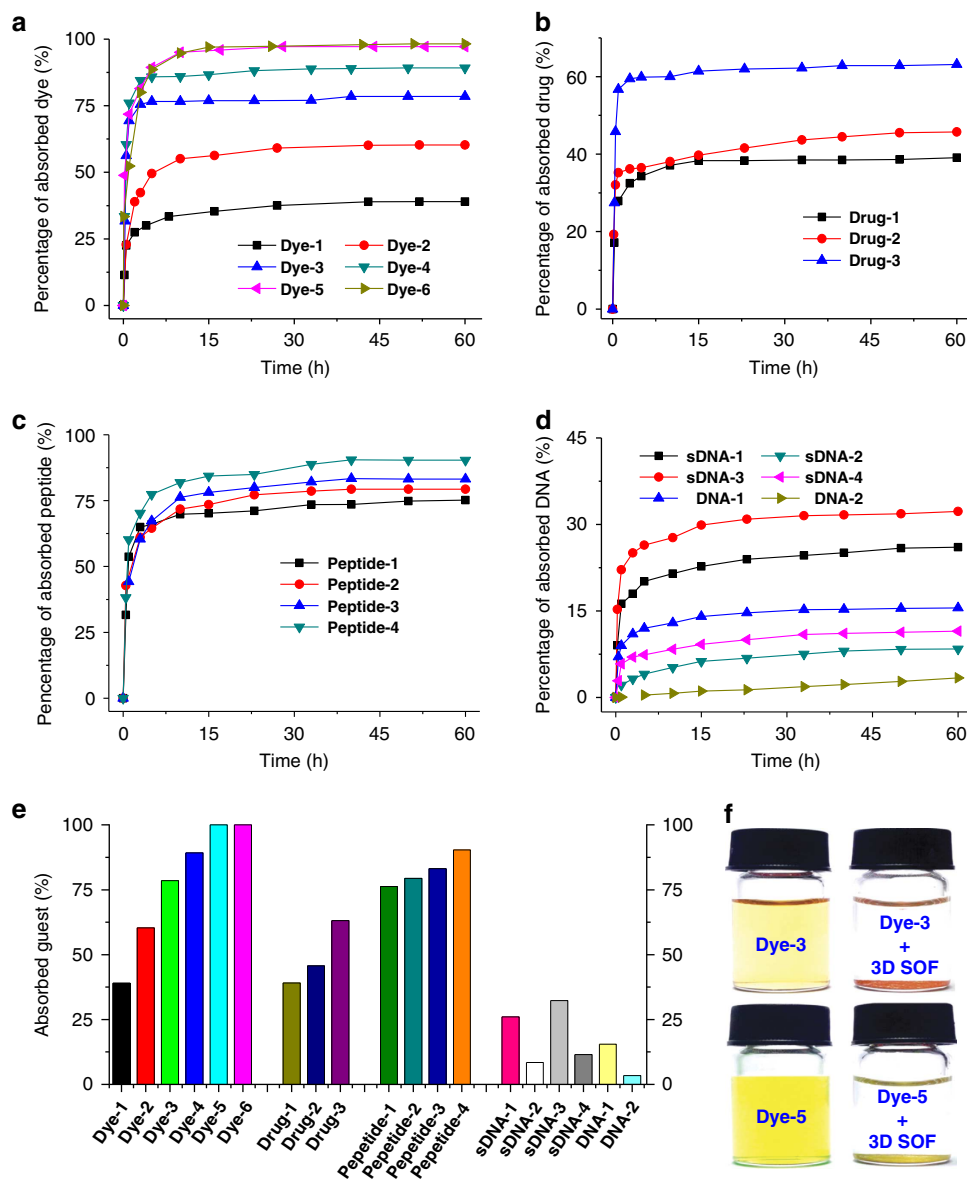 a
Percentage of absorbed dye (%)
100
75
50
25
0
Dye-1 Dye-2
Dye-3 Dye-4
Dye-5 Dye-6
0 15 30 45 60
Time (h)
b
Percentage of absorbed drug (%)
80
60
40
20
0
Drug-1
Drug-2
Drug-3
0 15 30 45 60
Time (h)
c
Pencentage of absorbed peptide (%)
100
75
50
25
0
Peptide-1
Peptide-2
Peptide-3
Peptide-4
0 15 30 45 60
Time (h)
d
Percentage of absorbed DNA (%)
45
30
15
0
sDNA-1 sDNA-2
sDNA-3 sDNA-4
DNA-1 DNA-2
0 15 30 45 60
Time (h)
e
Absorbed guest (%)
100
75
50
25
0
100
75
50
25
0
Dye-1
Dye-2
Dye-3
Dye-4
Dye-5
Dye-6
Drug-1
Drug-2
Drug-3
Pepetide-1
Pepetide-2
Pepetide-3
Pepetide-4
sDNA-1
sDNA-2
sDNA-3
sDNA-4
DNA-1
DNA-2
f
Dye-3
Dye-3
+
3D SOF
Dye-5
Dye-5
+
3D SOF